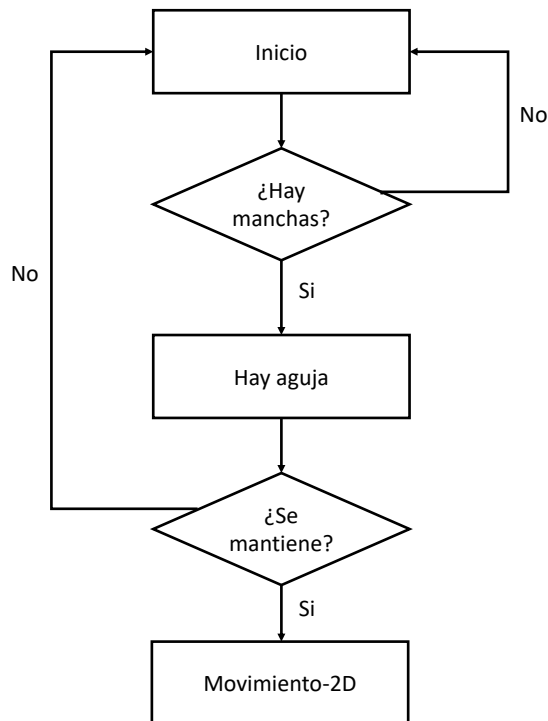 Inicio
No
¿Hay
manchas?
No
Si
Hay aguja
¿Se
mantiene?
Si
Movimiento-2D